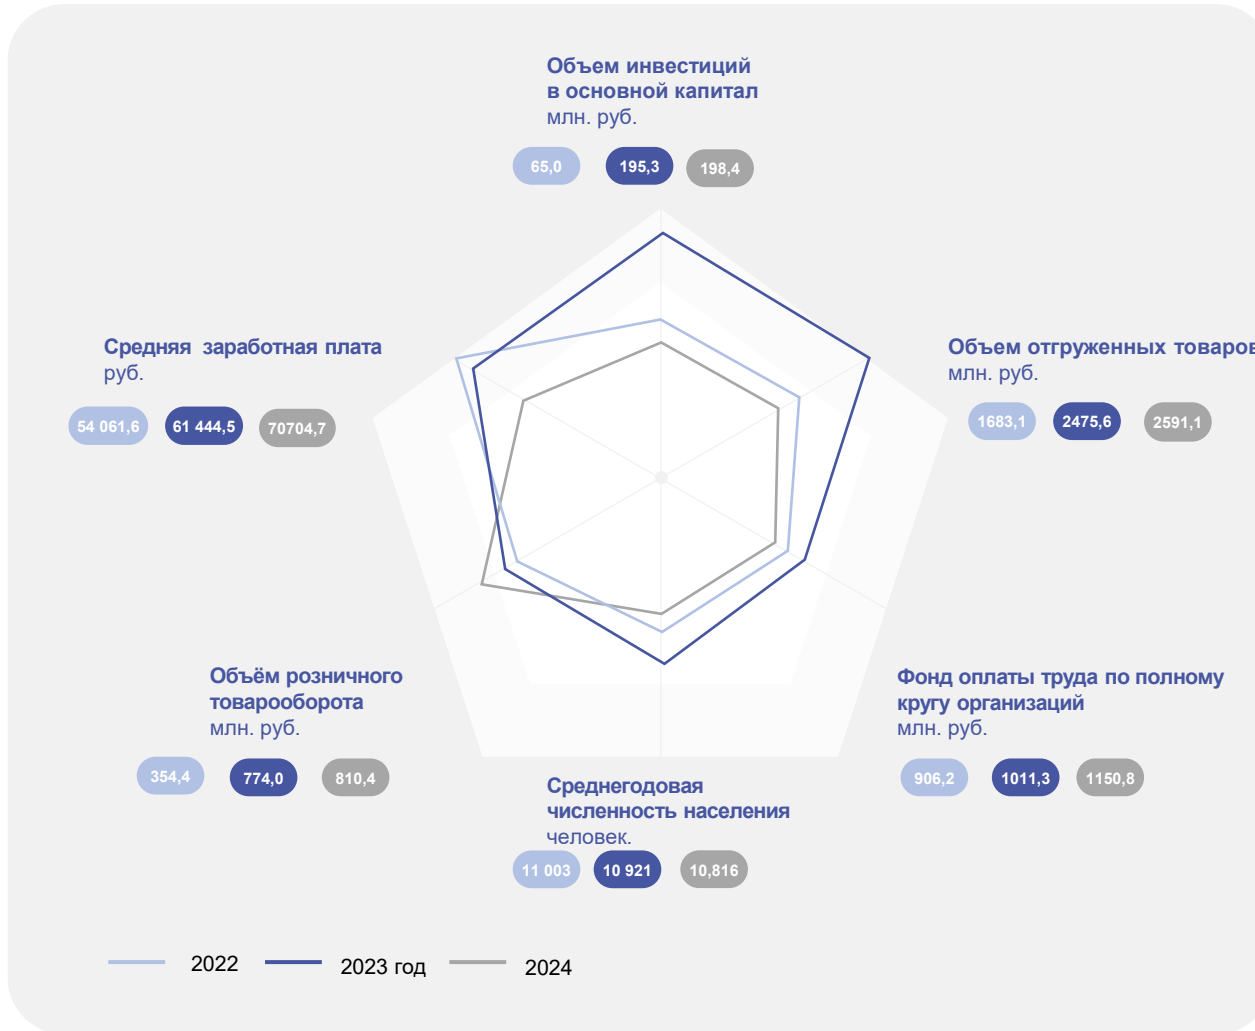 Объем инвестиций
в основной капитал
млн. руб.
65,0 195,3 198,4
Средняя заработная плата
руб.
54 061,6 61 444,5 70704,7
Объем отгруженных товаров
млн. руб.
1683,1 2475,6 2591,1
Объём розничного
товарооборота
млн. руб.
354,4 774,0 810,4
Фонд оплаты труда по полному
кругу организаций
млн. руб.
906,2 1011,3 1150,8
Среднегодовая
численность населения
человек.
11 003 10 921 10,816
2022 2023 год 2024